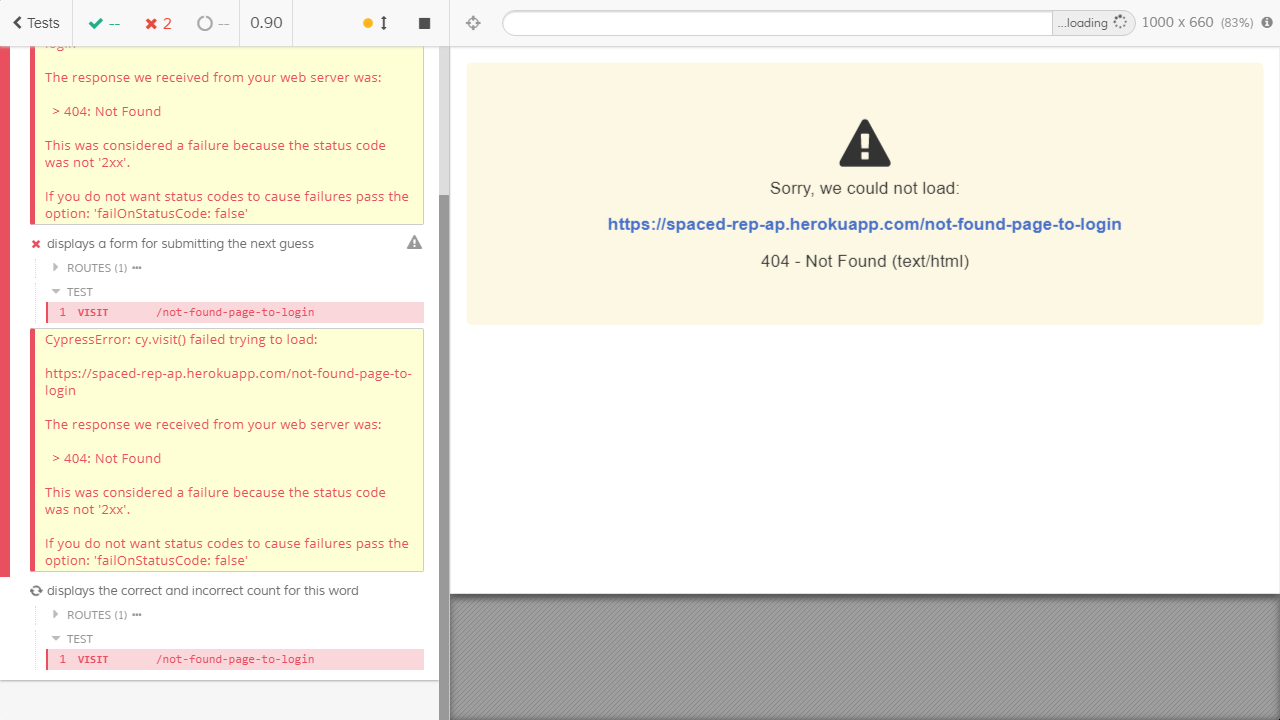 Tests
--
2
--
0.90
login
The response we received from your web server was:
> 404: Not Found
This was considered a failure because the status code
was not '2xx'.
If you do not want status codes to cause failures pass the
option: 'failOnStatusCode: false'
displays a form for submitting the next guess
ROUTES (1)
TEST
1 VISIT /not-found-page-to-login
CypressError: cy.visit() failed trying to load:
https://spaced-rep-ap.herokuapp.com/not-found-page-to-
login
The response we received from your web server was:
> 404: Not Found
This was considered a failure because the status code
was not '2xx'.
If you do not want status codes to cause failures pass the
option: 'failOnStatusCode: false'
displays the correct and incorrect count for this word
ROUTES (1)
TEST
1 VISIT /not-found-page-to-login
...loading
1000 x 660 (83%)
Sorry, we could not load:
https://spaced-rep-ap.herokuapp.com/not-found-page-to-login
404 - Not Found (text/html)